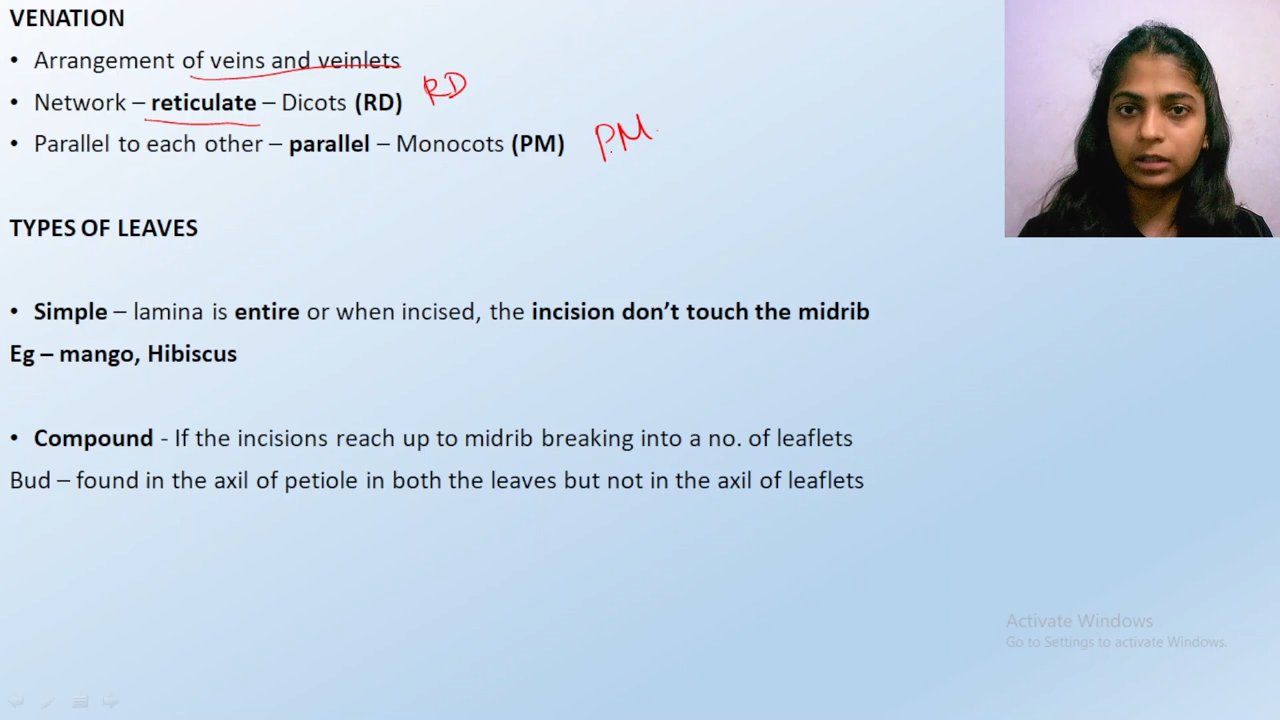 VENATION
• Arrangement of veins and veinlets
• Network – reticulate – Dicots (RD) RD
• Parallel to each other – parallel – Monocots (PM) P.M.
TYPES OF LEAVES
• Simple – lamina is entire or when incised, the incision don’t touch the midrib
Eg – mango, Hibiscus
• Compound - If the incisions reach up to midrib breaking into a no. of leaflets
Bud – found in the axil of petiole in both the leaves but not in the axil of leaflets
Activate Windows
Go to Settings to activate Windows.